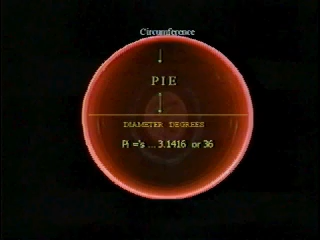 Circumference
PIE
DIAMETER DEGREES
Pi ='s ... 3.1416 or 36